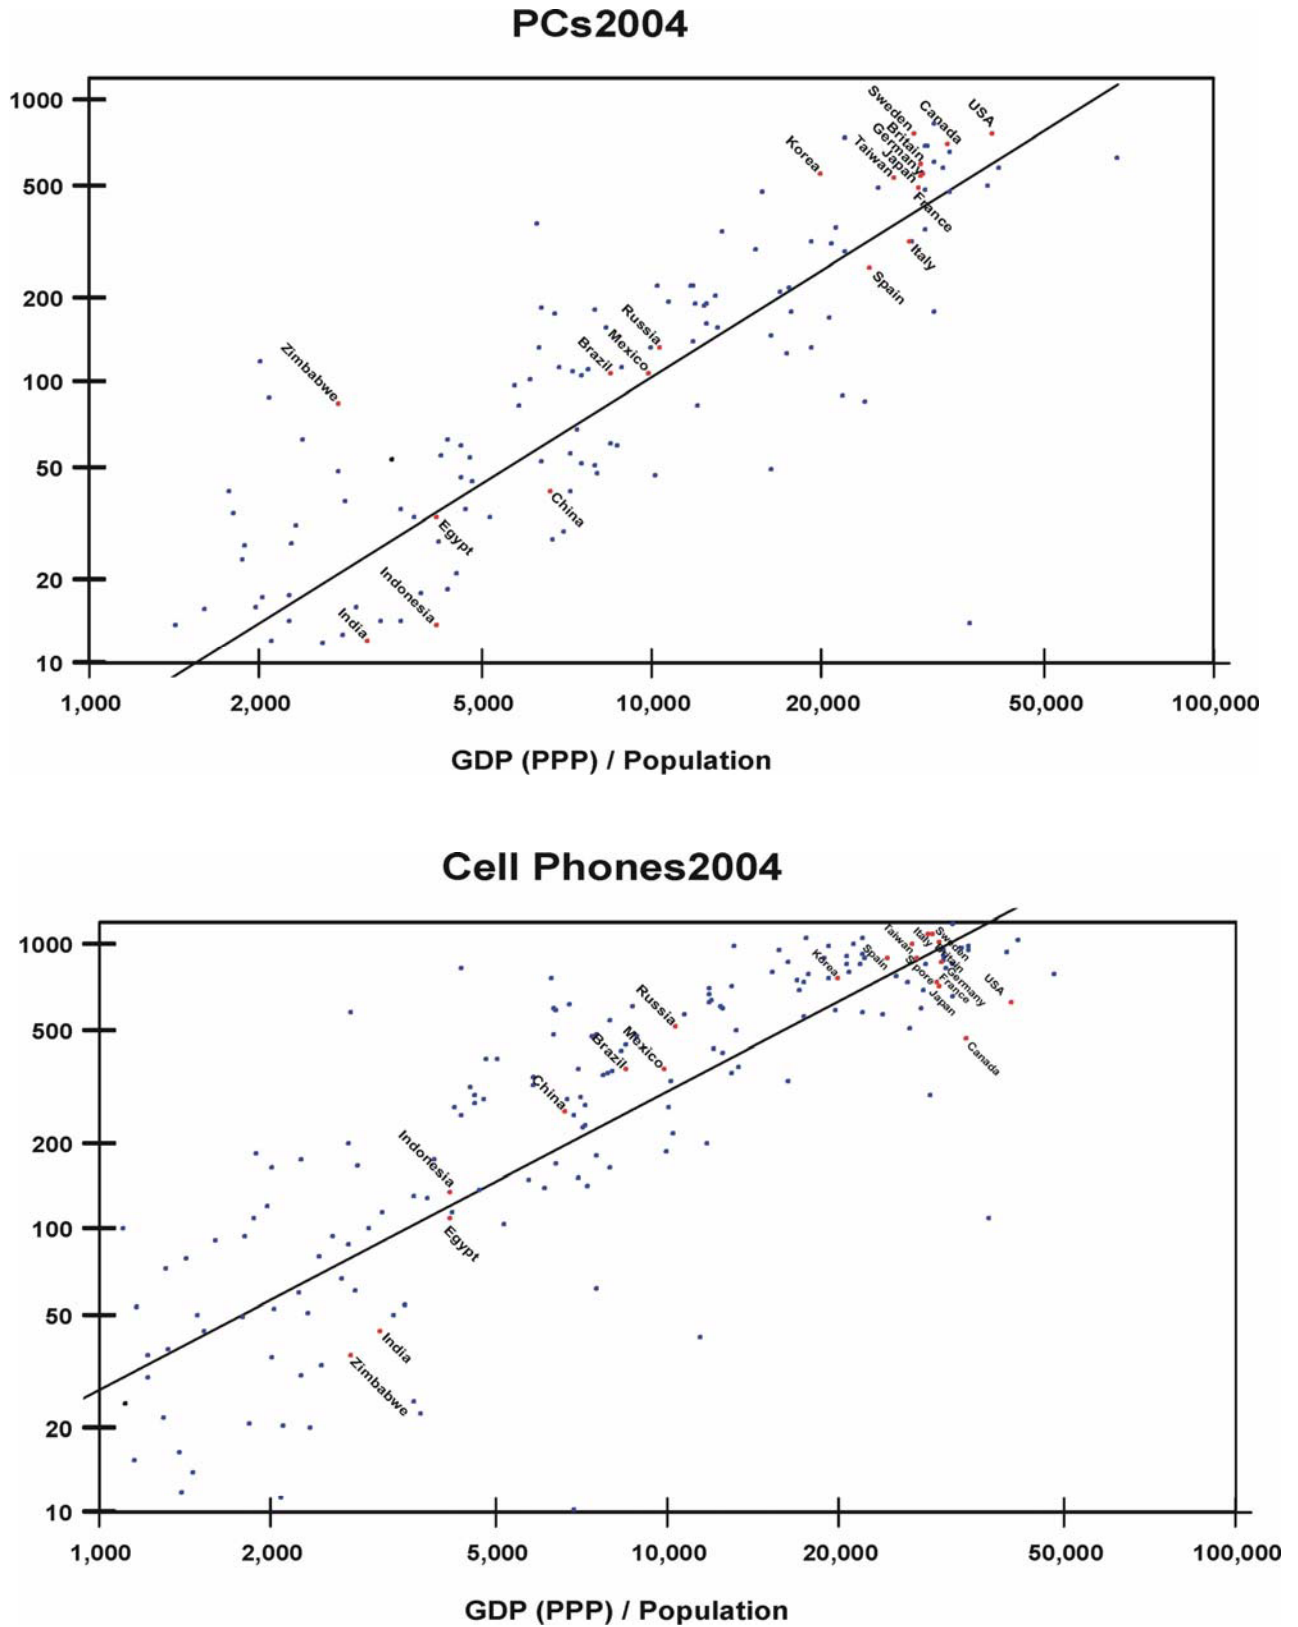 PCs2004
1000
500
200
100
50
20
10
Sweden
Canada
USA
Britain
Germany
Japan
Taiwan
Korea
France
Italy
Spain
Russia
Mexico
Brazil
Zimbabwe
China
Egypt
Indonesia
India
1,000 2,000 5,000 10,000 20,000 50,000 100,000
GDP (PPP) / Population
Cell Phones2004
1000
500
200
100
50
20
10
Taiwan
Italy
Sweden
Britain
Korea
Spain
Spore
Germany
France
Japan
USA
Canada
Russia
Mexico
Brazil
China
Indonesia
Egypt
India
Zimbabwe
1,000 2,000 5,000 10,000 20,000 50,000 100,000
GDP (PPP) / Population